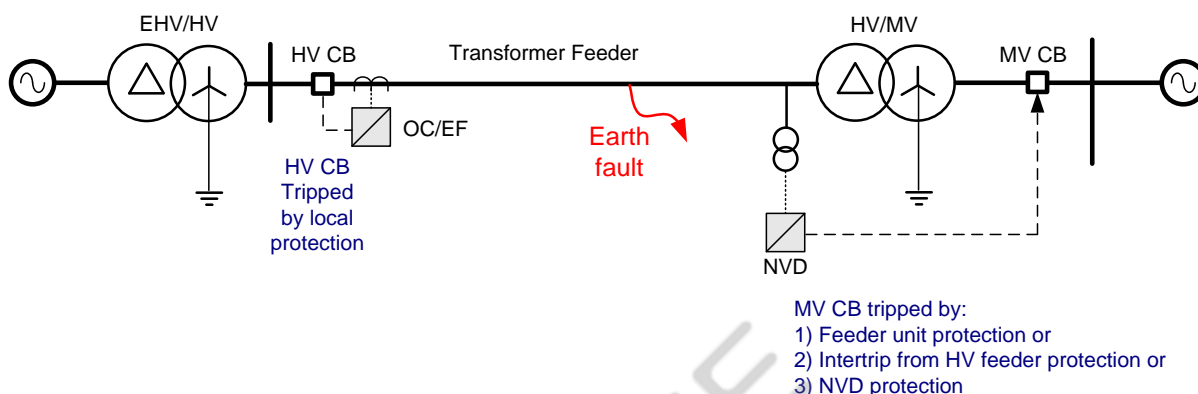 EHV/HV
HV CB
Transformer Feeder
HV/MV
MV CB
OC/EF
Earth
fault
HV CB
Tripped
by local
protection
NVD
MV CB tripped by:
1) Feeder unit protection or
2) Intertrip from HV feeder protection or
3) NVD protection